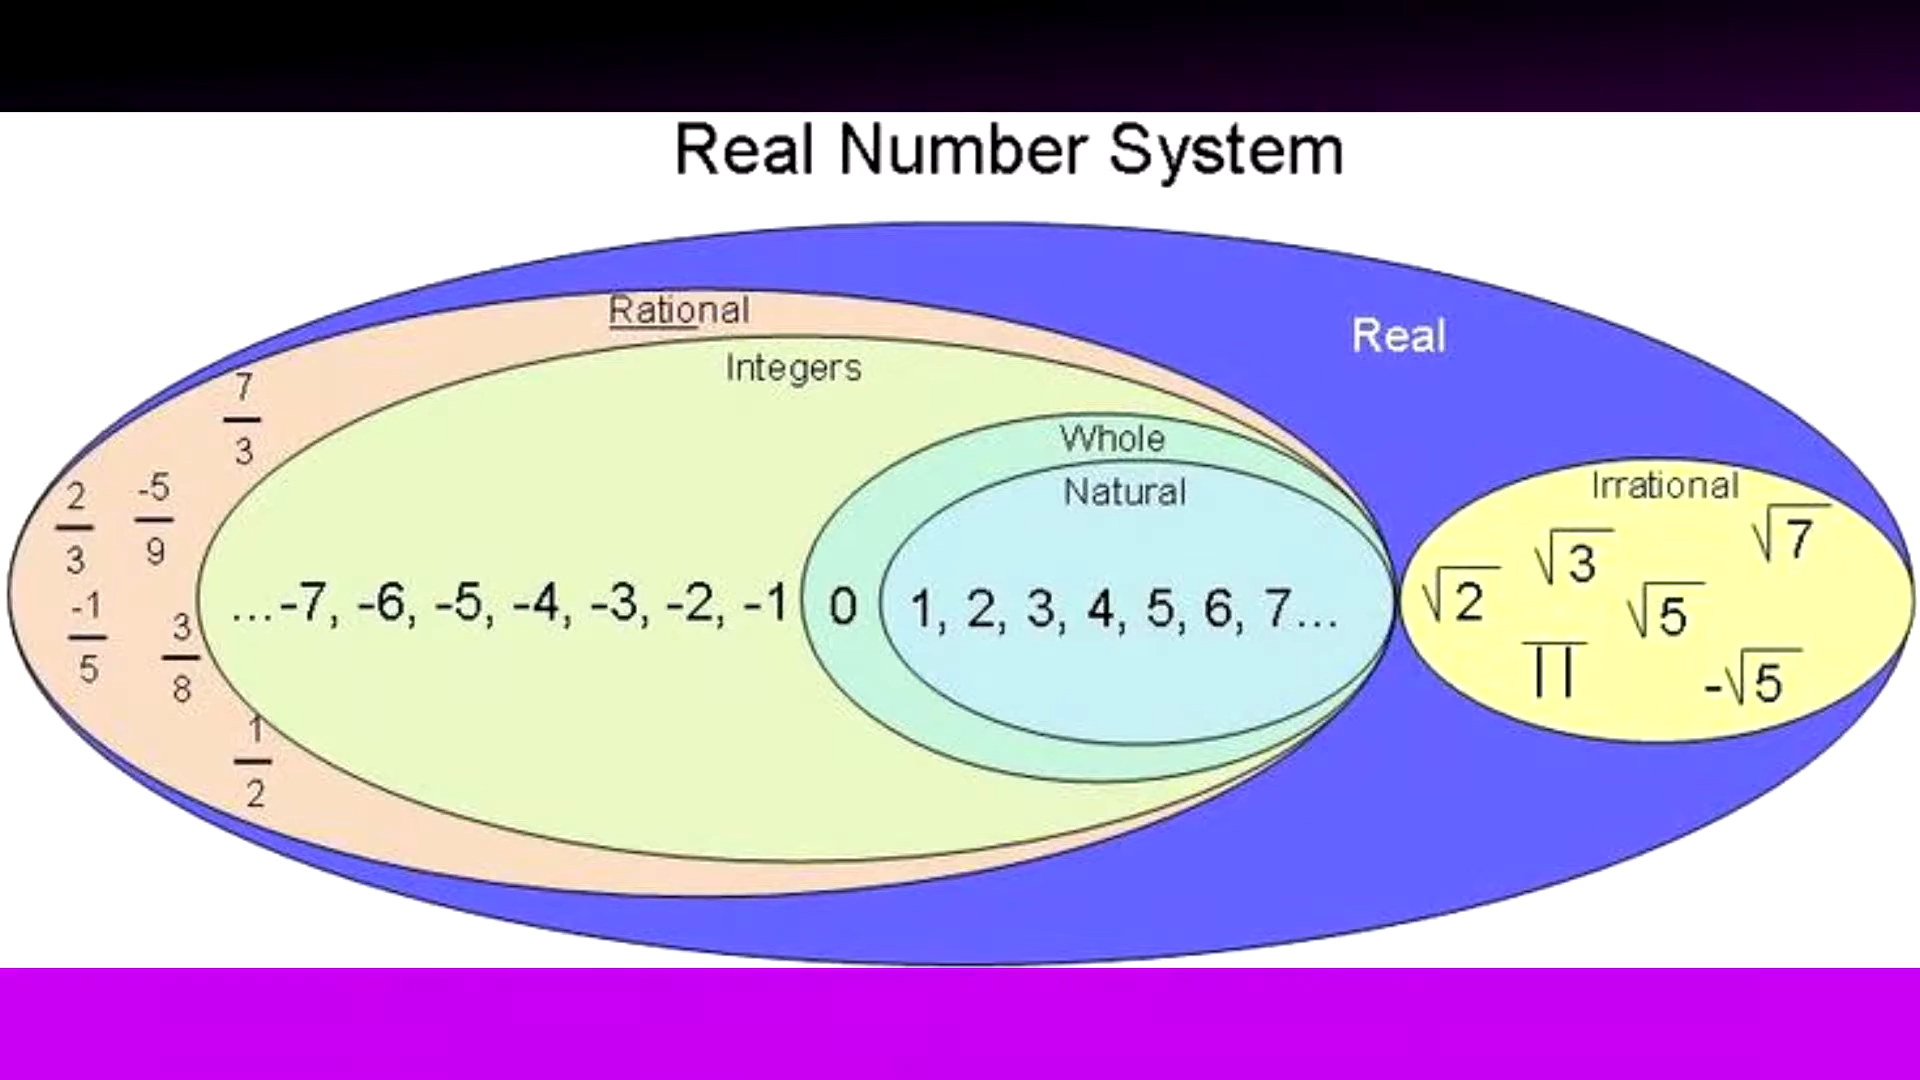 Real Number System
Rational
Real
Integers
7
3
Whole
Natural
Irrational
2
3
-5
9
√7
√3
√2
√5
-1
5
3
8
...-7, -6, -5, -4, -3, -2, -1
0
1, 2, 3, 4, 5, 6, 7...
∏
-√5
1
2